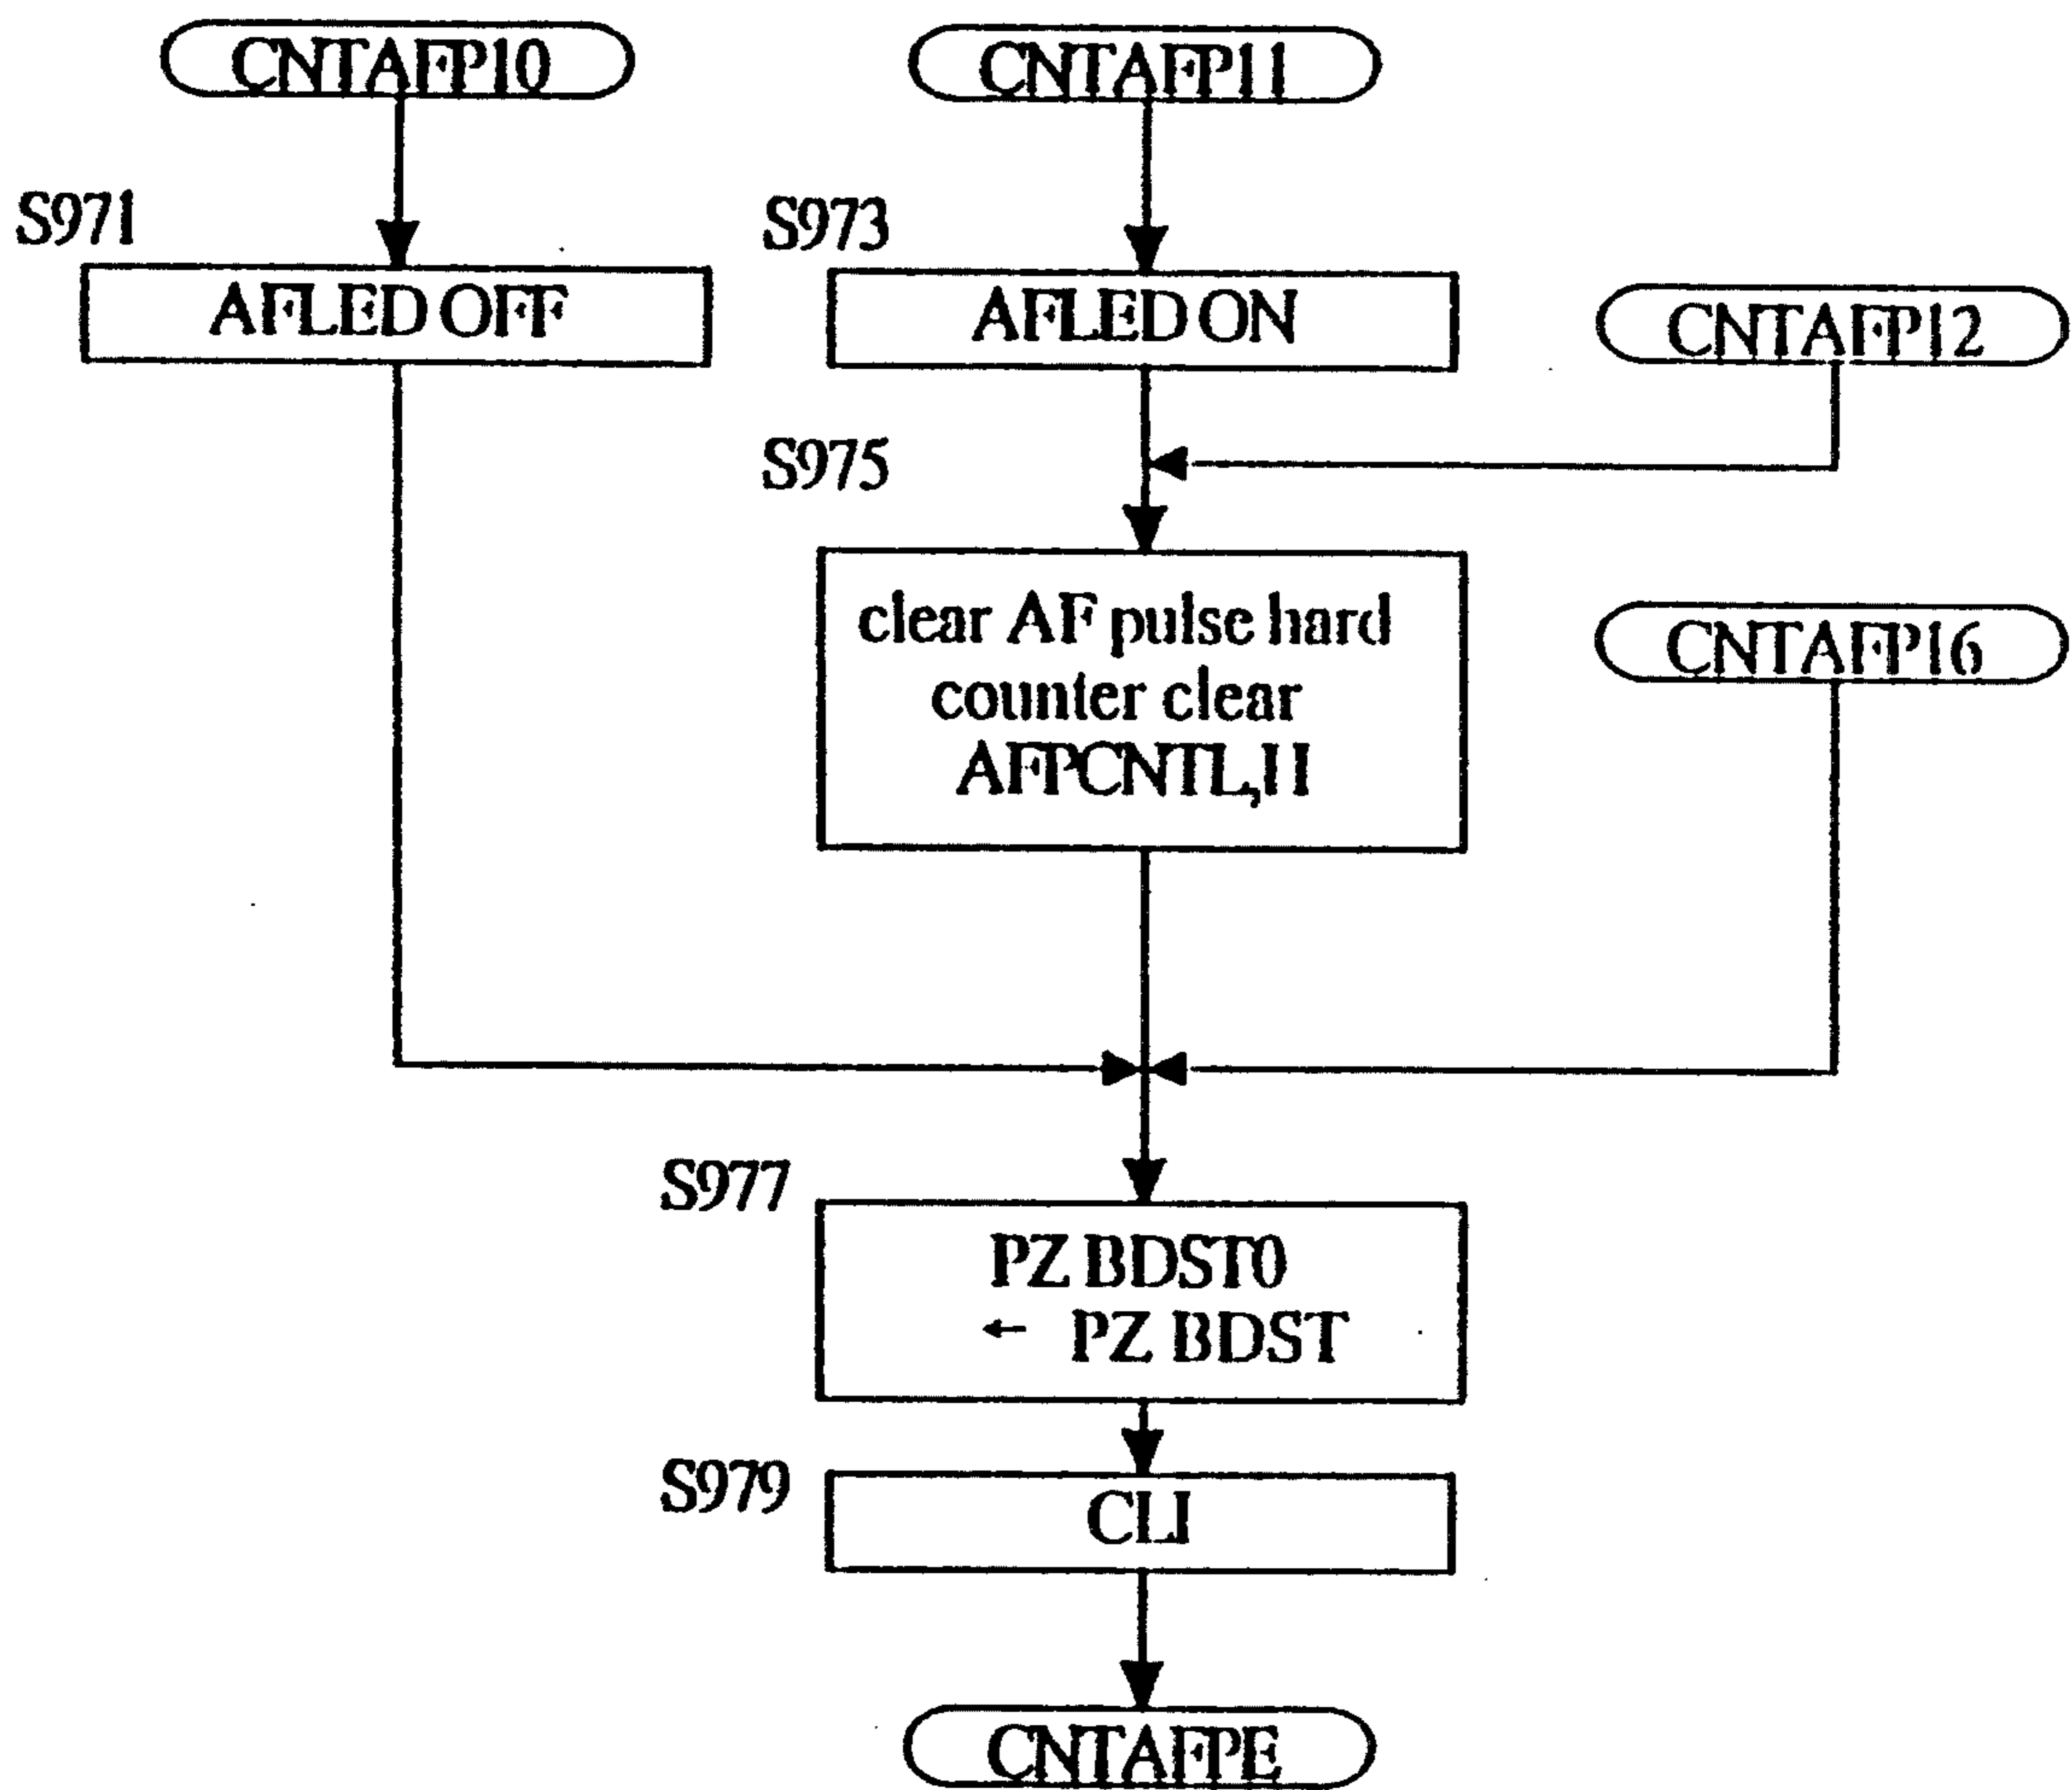 CNTAFP10
CNTAFP11
S971
S973
AFLED OFF
AFLED ON
CNTAFP12
S975
clear AF pulse hard
counter clear
AFPCNTL,H
CNTAFP16
S977
PZ BDST0
← PZ BDST
S979
CLI
CNTAFPE